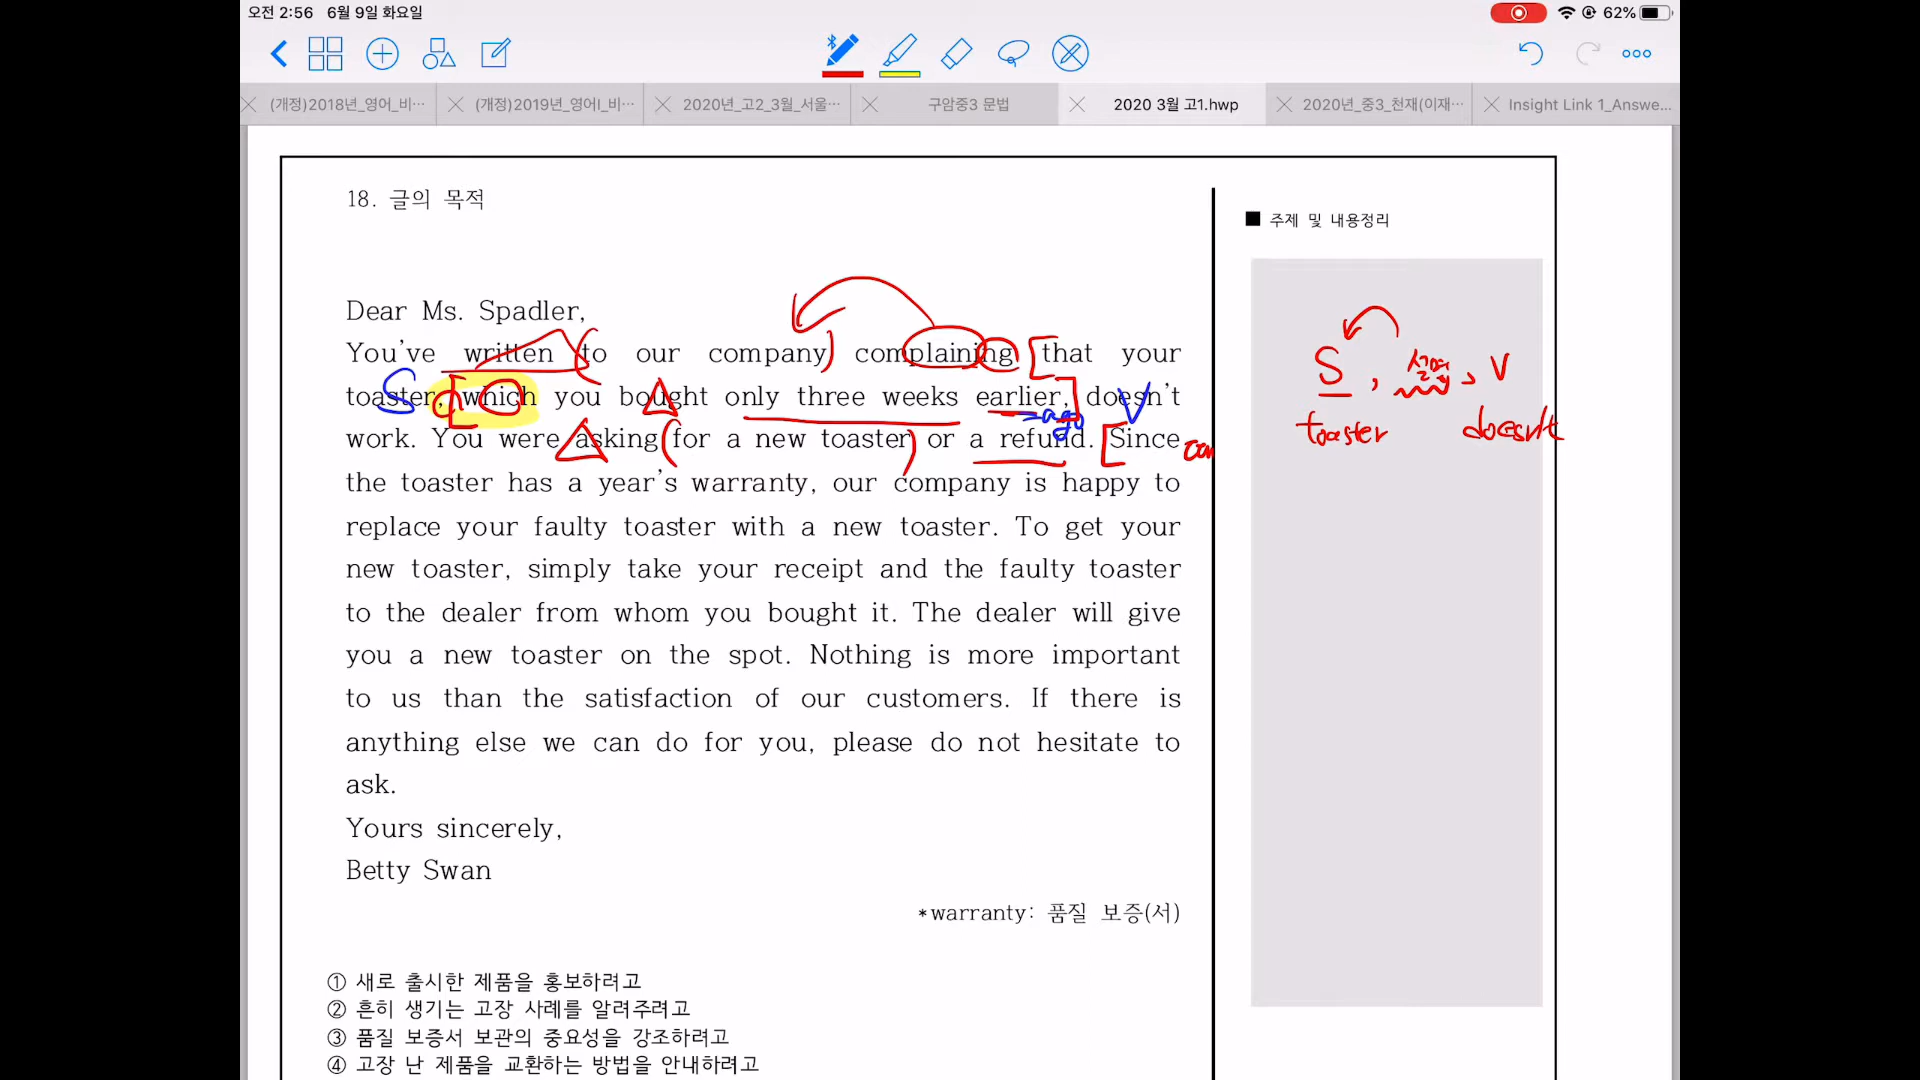 오전 2:56 6월 9일 화요일
62%
(개정)2018년_영어_비…
(개정)2019년_영어I_비…
2020년_고2_3월_서울…
구암중3 문법
2020 3월 고1.hwp
2020년_중3_천재(이재…
Insight Link 1_Answe…
18. 글의 목적
Dear Ms. Spadler,
You've written to our company complaining that your
toaster, which you bought only three weeks earlier, doesn't
work. You were asking for a new toaster or a refund. Since
the toaster has a year's warranty, our company is happy to
replace your faulty toaster with a new toaster. To get your
new toaster, simply take your receipt and the faulty toaster
to the dealer from whom you bought it. The dealer will give
you a new toaster on the spot. Nothing is more important
to us than the satisfaction of our customers. If there is
anything else we can do for you, please do not hesitate to
ask.
Yours sincerely,
Betty Swan
*warranty: 품질 보증(서)
① 새로 출시한 제품을 홍보하려고
② 흔히 생기는 고장 사례를 알려주려고
③ 품질 보증서 보관의 중요성을 강조하려고
④ 고장 난 제품을 교환하는 방법을 안내하려고
S
V
=ago
■ 주제 및 내용정리
S, 설명, V
toaster doesn't